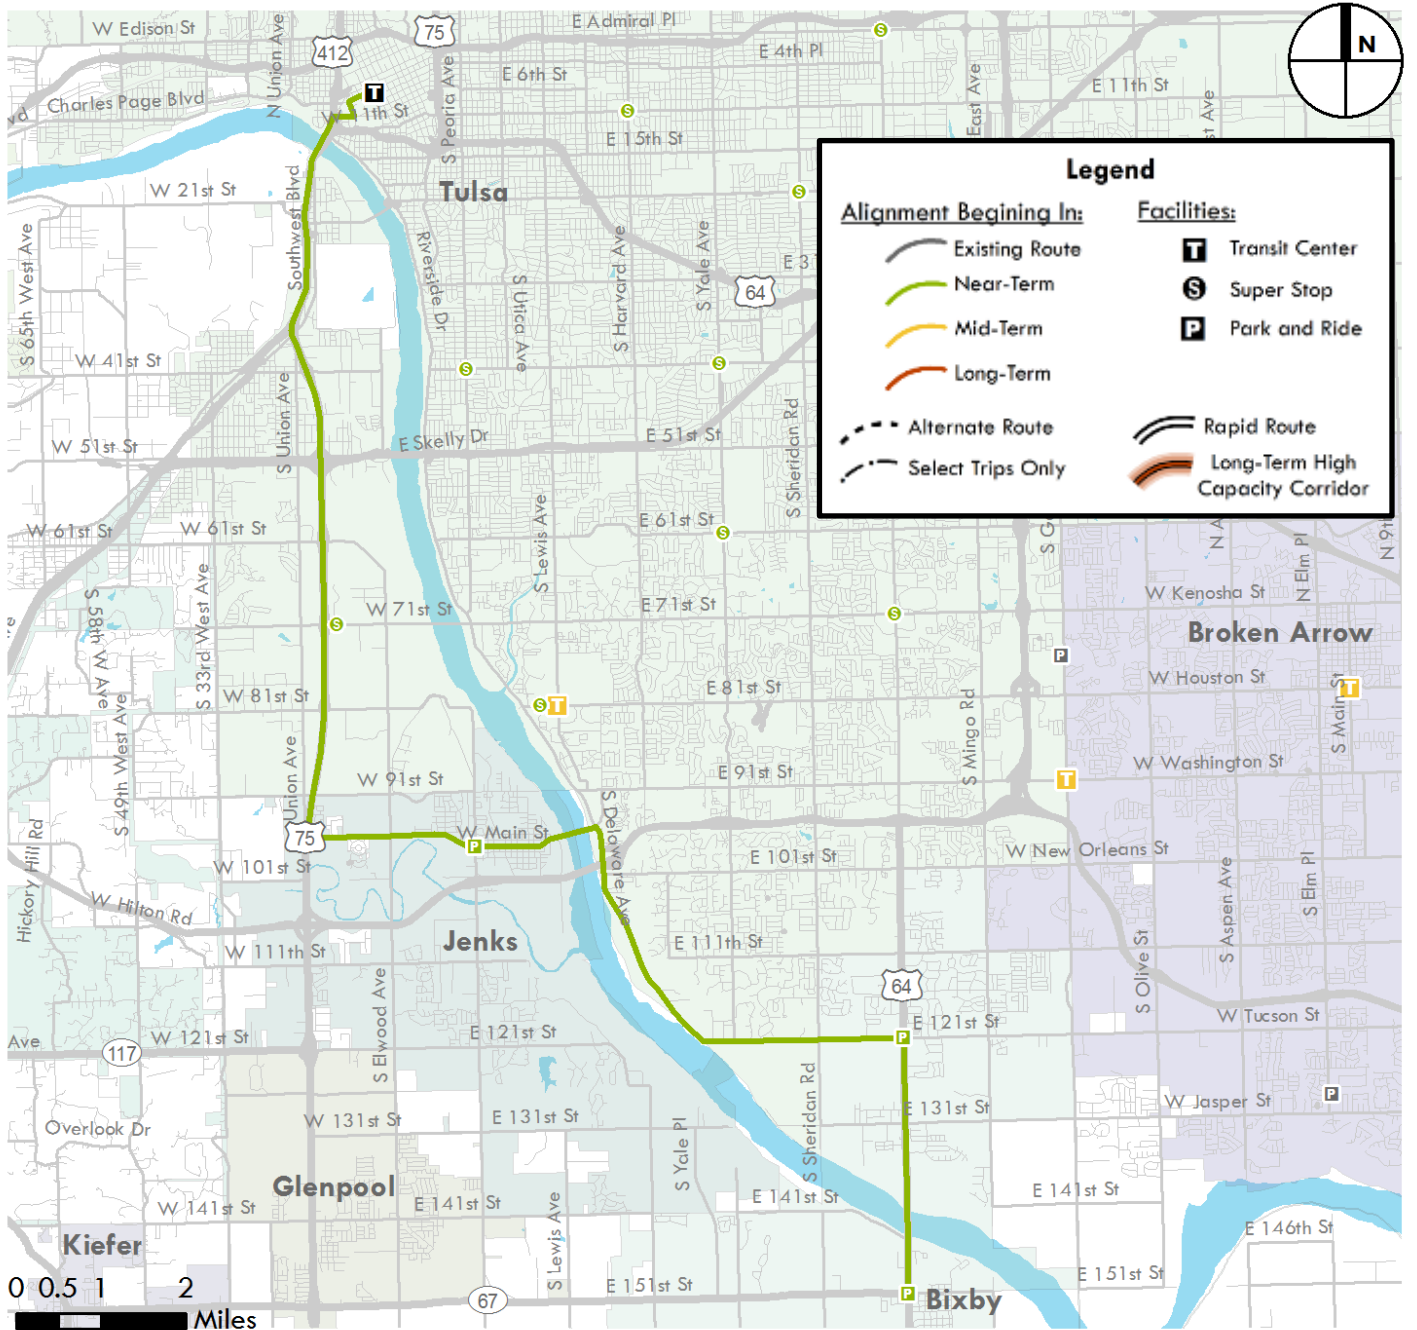 W Edison St
E Admiral Pl
75
N Union Ave
412
E 4th Pl
N
E 6th St
E 11th St
Charles Page Blvd
T
vd
W 11th St
S Peoria Ave
East Ave
st Ave
S
E 15th St
W 21st St
Tulsa
S
Southwest Blvd
S 65th West Ave
Riverside Dr
S Utica Ave
S Harvard Ave
S Yale Ave
E 3
64
W 41st St
S
S
S Union Ave
W 51st St
E Skelly Dr
E 51st St
S Sheridan Rd
Legend
Alignment Begining In:
Existing Route
Near-Term
Mid-Term
Long-Term
Alternate Route
Select Trips Only
Facilities:
T Transit Center
S Super Stop
P Park and Ride
Rapid Route
Long-Term High
Capacity Corridor
W 61st St
W 61st St
E 61st St
S
S Lewis Ave
S G
N A
N Elm Pl
N 9t
S 58th W Ave
S 33rd West Ave
W 71st St
E 71st St
S
S
W Kenosha St
Broken Arrow
P
W 81st St
E 81st St
W Houston St
S
T
T
S Main St
S 49th West Ave
Union Ave
W 91st St
E 91st St
S Mingo Rd
W Washington St
T
75
W Main St
P
S Delaware Ave
W 101st St
E 101st St
W New Orleans St
Hickory Hill Rd
W Hilton Rd
W 111th St
Jenks
E 111th St
S Olive St
S Aspen Ave
S Elm Pl
64
Ave
W 121st St
117
S Elwood Ave
E 121st St
P
E 121st St
W Tucson St
W 131st St
E 131st St
E 131st St
W Jasper St
P
Overlook Dr
S Yale Pl
S Sheridan Rd
Glenpool
W 141st St
E 141st St
E 141st St
E 141st St
S Lewis Ave
E 146th St
Kiefer
E 151st St
E 151st St
67
P
Bixby
0 0.5 1 2
Miles